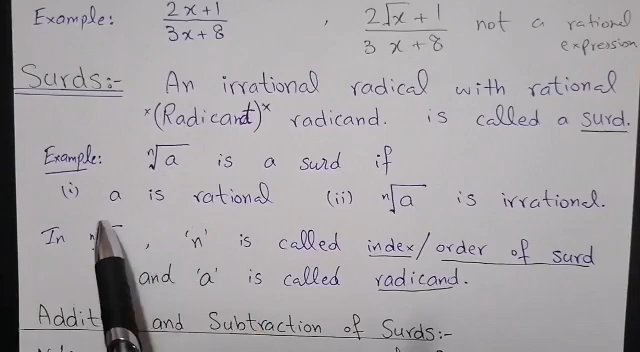 Example: (2x+1)/(3x+8) , (2√x+1)/(3 x+8) not a rational
expression
Surds:- An irrational radical with rational
*(Radicant)* radicand. is called a surd.
Example: ⁿ√a is a surd if
(i) a is rational (ii) ⁿ√a is irrational.
In ⁿ√ , 'n' is called index/order of surd
and 'a' is called radicand.
and Subtraction of Surds:-